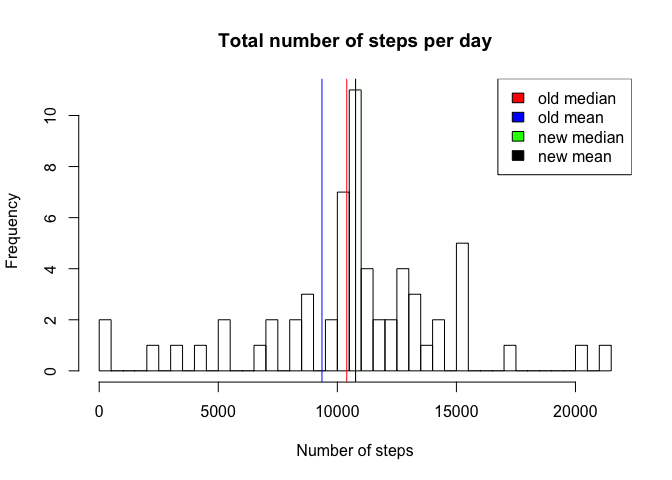 Total number of steps per day
old median
old mean
new median
new mean
Frequency
0
2
4
6
8
10
0 5000 10000 15000 20000
Number of steps